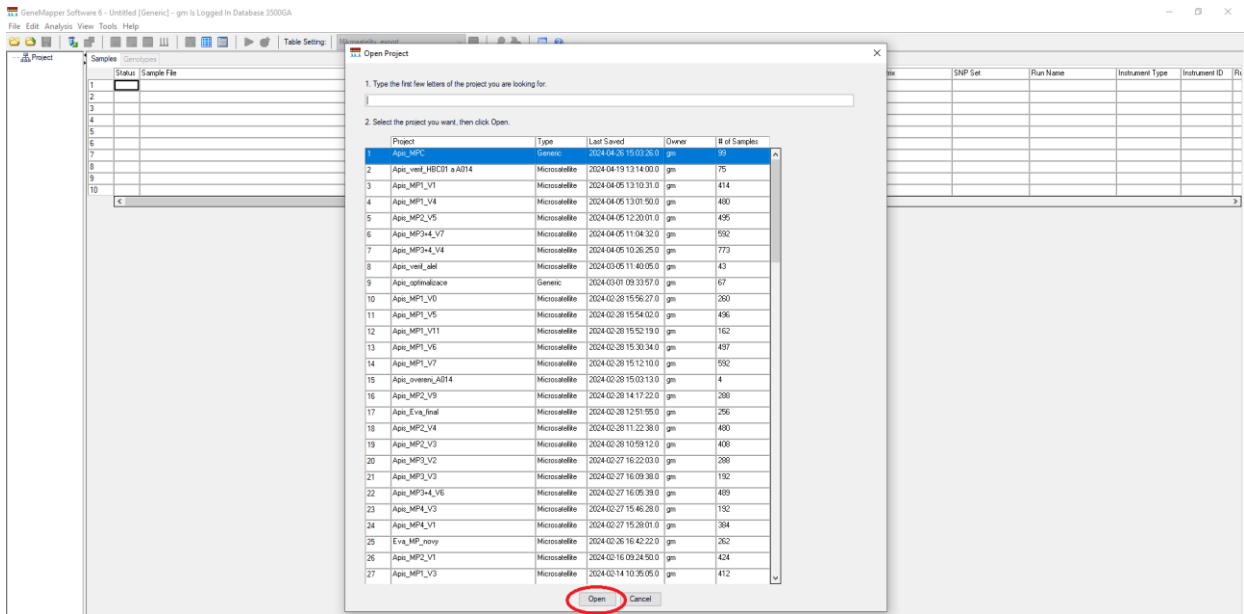 GeneMapper Software 6 - Untitled [Generic] - gm Is Logged In Database 3500GA
File Edit Analysis View Tools Help
Table Setting:
Project
Samples Genotypes
Status Sample File SNP Set Run Name Instrument Type Instrument ID
1
2
3
4
5
6
7
8
9
10
Open Project
1. Type the first few letters of the project you are looking for.
2. Select the project you want, then click Open.
Project Type Last Saved Owner # of Samples
1 Apis_MPC Generic 2024-04-26 15:03:26.0 gm 99
2 Apis_verif_HBC01 a A014 Microsatellite 2024-04-19 13:14:00.0 gm 75
3 Apis_MP1_V1 Microsatellite 2024-04-05 13:10:31.0 gm 414
4 Apis_MP1_V4 Microsatellite 2024-04-05 13:01:50.0 gm 480
5 Apis_MP2_V5 Microsatellite 2024-04-05 12:20:01.0 gm 495
6 Apis_MP3+4_V7 Microsatellite 2024-04-05 11:04:32.0 gm 592
7 Apis_MP3+4_V4 Microsatellite 2024-04-05 10:26:25.0 gm 773
8 Apis_verif_alel Microsatellite 2024-03-05 11:40:05.0 gm 43
9 Apis_optimalizace Generic 2024-03-01 09:33:57.0 gm 67
10 Apis_MP1_V0 Microsatellite 2024-02-28 15:56:27.0 gm 260
11 Apis_MP1_V5 Microsatellite 2024-02-28 15:54:02.0 gm 496
12 Apis_MP1_V11 Microsatellite 2024-02-28 15:52:19.0 gm 162
13 Apis_MP1_V6 Microsatellite 2024-02-28 15:30:34.0 gm 497
14 Apis_MP1_V7 Microsatellite 2024-02-28 15:12:10.0 gm 592
15 Apis_overeni_A014 Microsatellite 2024-02-28 15:03:13.0 gm 4
16 Apis_MP2_V9 Microsatellite 2024-02-28 14:17:22.0 gm 288
17 Apis_Eva_final Microsatellite 2024-02-28 12:51:55.0 gm 256
18 Apis_MP2_V4 Microsatellite 2024-02-28 11:22:38.0 gm 480
19 Apis_MP2_V3 Microsatellite 2024-02-28 10:59:12.0 gm 408
20 Apis_MP3_V2 Microsatellite 2024-02-27 16:22:03.0 gm 288
21 Apis_MP3_V3 Microsatellite 2024-02-27 16:09:38.0 gm 192
22 Apis_MP3+4_V6 Microsatellite 2024-02-27 16:05:39.0 gm 489
23 Apis_MP4_V3 Microsatellite 2024-02-27 15:46:28.0 gm 192
24 Apis_MP4_V1 Microsatellite 2024-02-27 15:28:01.0 gm 384
25 Eva_MP_novy Microsatellite 2024-02-26 16:42:22.0 gm 262
26 Apis_MP2_V1 Microsatellite 2024-02-16 09:24:50.0 gm 424
27 Apis_MP1_V3 Microsatellite 2024-02-14 10:35:05.0 gm 412
Open Cancel